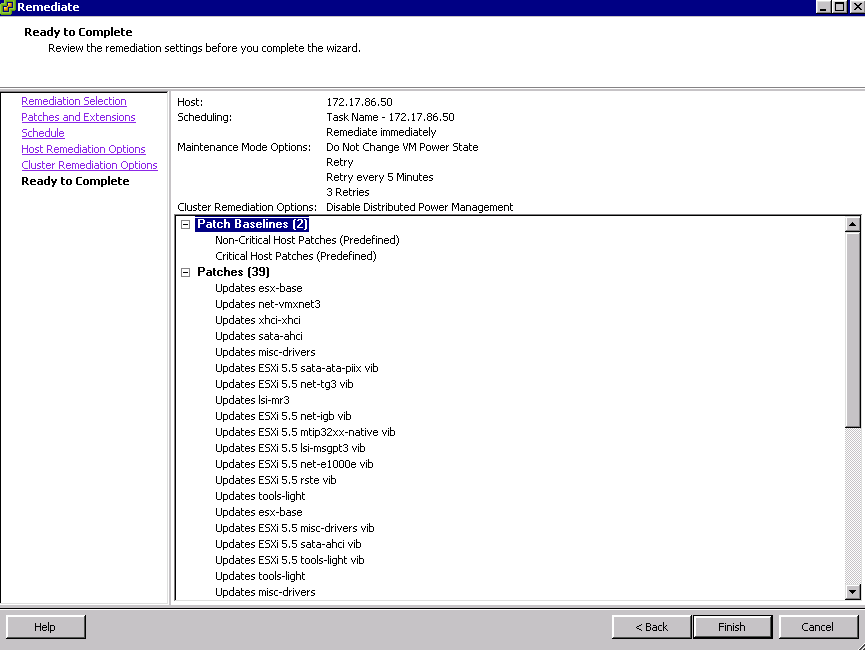 Remediate
Ready to Complete
Review the remediation settings before you complete the wizard.
Remediation Selection
Patches and Extensions
Schedule
Host Remediation Options
Cluster Remediation Options
Ready to Complete
Host: 172.17.86.50
Scheduling: Task Name - 172.17.86.50
Remediate immediately
Maintenance Mode Options: Do Not Change VM Power State
Retry
Retry every 5 Minutes
3 Retries
Cluster Remediation Options: Disable Distributed Power Management
Patch Baselines (2)
Non-Critical Host Patches (Predefined)
Critical Host Patches (Predefined)
Patches (39)
Updates esx-base
Updates net-vmxnet3
Updates xhci-xhci
Updates sata-ahci
Updates misc-drivers
Updates ESXi 5.5 sata-ata-piix vib
Updates ESXi 5.5 net-tg3 vib
Updates lsi-mr3
Updates ESXi 5.5 net-igb vib
Updates ESXi 5.5 mtip32xx-native vib
Updates ESXi 5.5 lsi-msgpt3 vib
Updates ESXi 5.5 net-e1000e vib
Updates ESXi 5.5 rste vib
Updates tools-light
Updates esx-base
Updates ESXi 5.5 misc-drivers vib
Updates ESXi 5.5 sata-ahci vib
Updates ESXi 5.5 tools-light vib
Updates tools-light
Updates misc-drivers
Help
< Back
Finish
Cancel